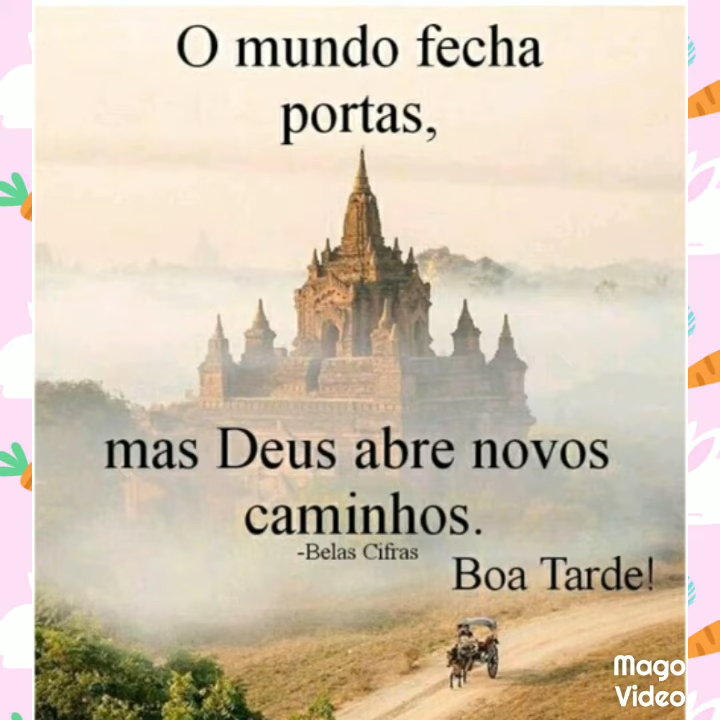 O mundo fecha
portas,
mas Deus abre novos
caminhos.
-Belas Cifras
Boa Tarde!
Mago
Video